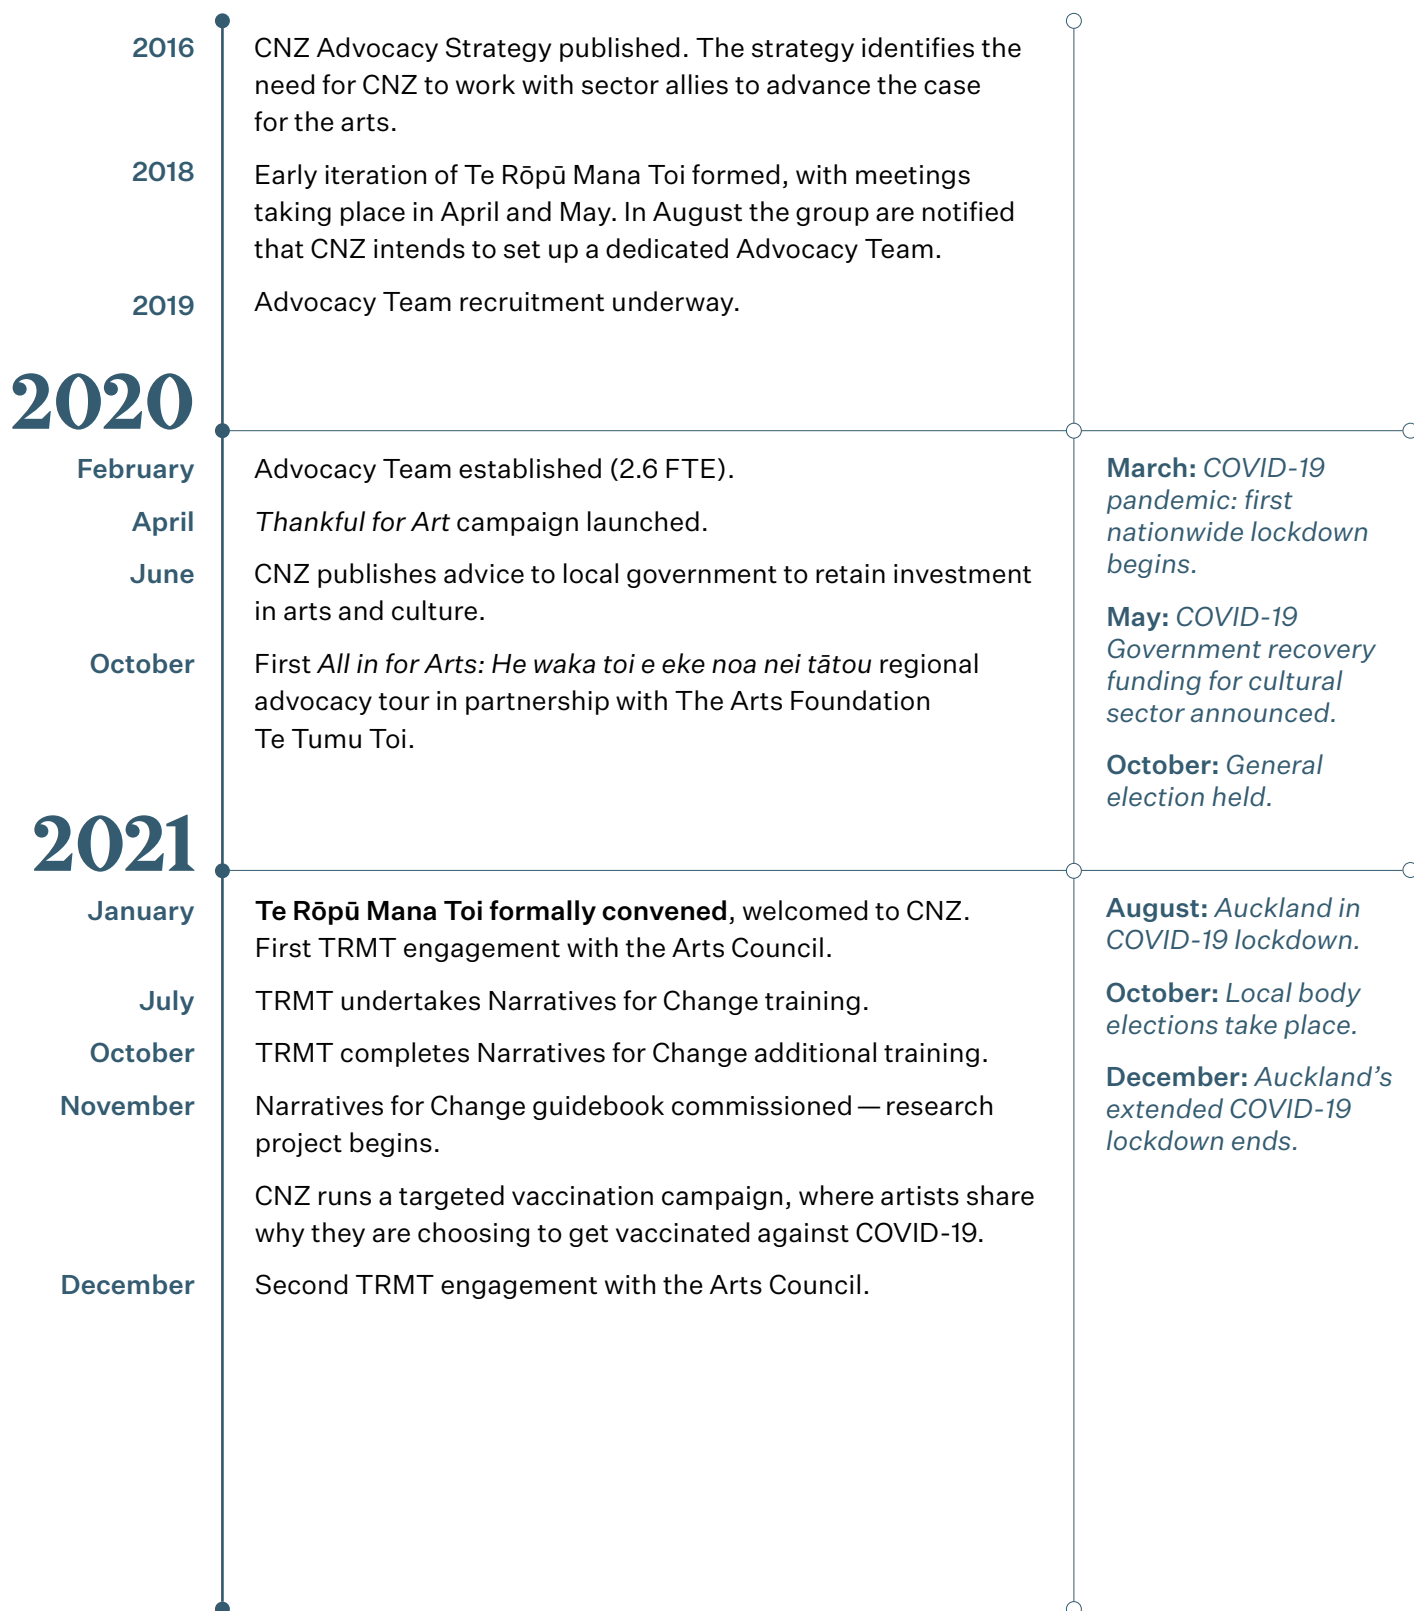 2016
CNZ Advocacy Strategy published. The strategy identifies the
need for CNZ to work with sector allies to advance the case
for the arts.
2018
Early iteration of Te Rōpū Mana Toi formed, with meetings
taking place in April and May. In August the group are notified
that CNZ intends to set up a dedicated Advocacy Team.
2019
Advocacy Team recruitment underway.
2020
February
Advocacy Team established (2.6 FTE).
April
Thankful for Art campaign launched.
June
CNZ publishes advice to local government to retain investment
in arts and culture.
October
First All in for Arts: He waka toi e eke noa nei tātou regional
advocacy tour in partnership with The Arts Foundation
Te Tumu Toi.
March: COVID-19
pandemic: first
nationwide lockdown
begins.
May: COVID-19
Government recovery
funding for cultural
sector announced.
October: General
election held.
2021
January
Te Rōpū Mana Toi formally convened, welcomed to CNZ.
First TRMT engagement with the Arts Council.
July
TRMT undertakes Narratives for Change training.
October
TRMT completes Narratives for Change additional training.
November
Narratives for Change guidebook commissioned — research
project begins.
CNZ runs a targeted vaccination campaign, where artists share
why they are choosing to get vaccinated against COVID-19.
December
Second TRMT engagement with the Arts Council.
August: Auckland in
COVID-19 lockdown.
October: Local body
elections take place.
December: Auckland’s
extended COVID-19
lockdown ends.